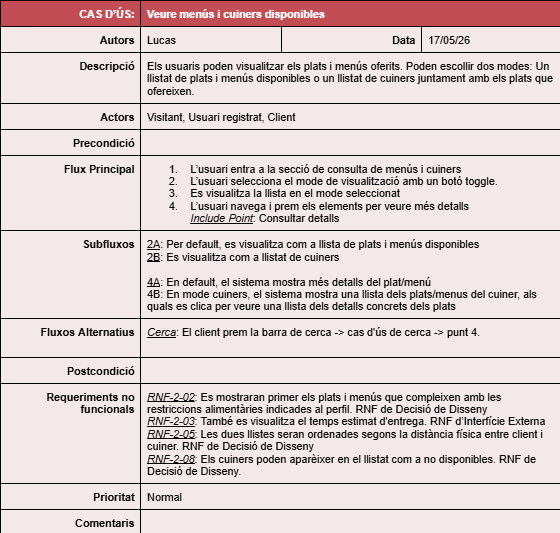 CAS D'ÚS: Veure menús i cuiners disponibles
Autors Lucas Data 17/05/26
Descripció Els usuaris poden visualitzar els plats i menús oferits. Poden escollir dos modes: Un
llistat de plats i menús disponibles o un llistat de cuiners juntament amb els plats que
ofereixen.
Actors Visitant, Usuari registrat, Client
Precondició
Flux Principal 1. L'usuari entra a la secció de consulta de menús i cuiners
2. L'usuari selecciona el mode de visualització amb un botó toggle.
3. Es visualitza la llista en el mode seleccionat
4. L'usuari navega i prem els elements per veure més detalls
Include Point: Consultar detalls
Subfluxos 2A: Per default, es visualitza com a llista de plats i menús disponibles
2B: Es visualitza com a llistat de cuiners
4A: En default, el sistema mostra més detalls del plat/menú
4B: En mode cuiners, el sistema mostra una llista dels plats/menus del cuiner, als
quals es clica per veure una llista dels detalls concrets dels plats
Fluxos Alternatius Cerca: El client prem la barra de cerca -> cas d'ús de cerca -> punt 4.
Postcondició
Requeriments no RNF-2-02: Es mostraran primer els plats i menús que compleixen amb les
funcionals restriccions alimentàries indicades al perfil. RNF de Decisió de Disseny
RNF-2-03: També es visualitza el temps estimat d'entrega. RNF d'Interfície Externa
RNF-2-05: Les dues llistes seran ordenades segons la distància física entre client i
cuiner. RNF de Decisió de Disseny
RNF-2-08: Els cuiners poden aparèixer en el llistat com a no disponibles. RNF de
Decisió de Disseny.
Prioritat Normal
Comentaris